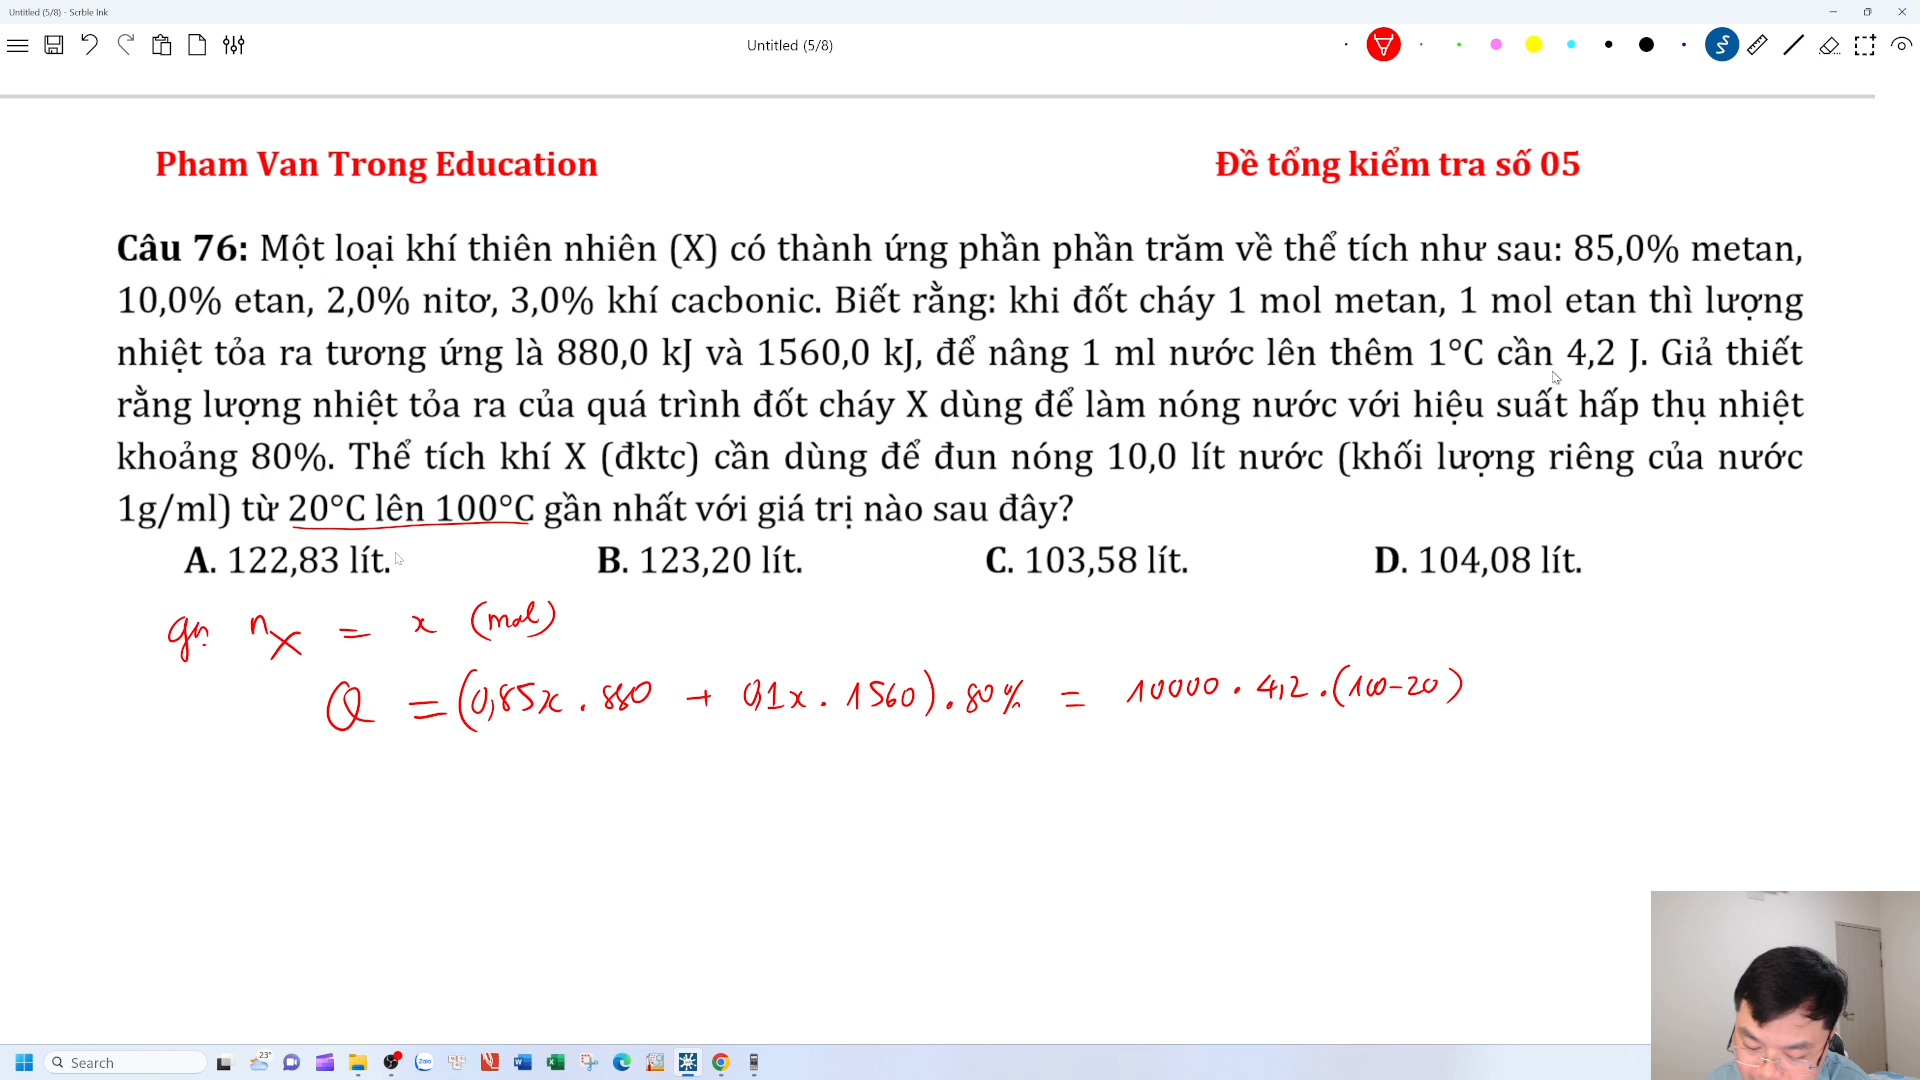 Untitled (5/8) - Scrble Ink
Untitled (5/8)
Pham Van Trong Education
Đề tổng kiểm tra số 05
Câu 76: Một loại khí thiên nhiên (X) có thành ứng phần phần trăm về thể tích như sau: 85,0% metan,
10,0% etan, 2,0% nitơ, 3,0% khí cacbonic. Biết rằng: khi đốt cháy 1 mol metan, 1 mol etan thì lượng
nhiệt tỏa ra tương ứng là 880,0 kJ và 1560,0 kJ, để nâng 1 ml nước lên thêm 1°C cần 4,2 J. Giả thiết
rằng lượng nhiệt tỏa ra của quá trình đốt cháy X dùng để làm nóng nước với hiệu suất hấp thụ nhiệt
khoảng 80%. Thể tích khí X (đktc) cần dùng để đun nóng 10,0 lít nước (khối lượng riêng của nước
1g/ml) từ 20°C lên 100°C gần nhất với giá trị nào sau đây?
A. 122,83 lít. B. 123,20 lít. C. 103,58 lít. D. 104,08 lít.
gọi nX = x (mol)
Q = (0,85x . 880 + 0,1x . 1560) . 80% = 10000 . 4,2 . (100-20)
Search
23°
Zalo